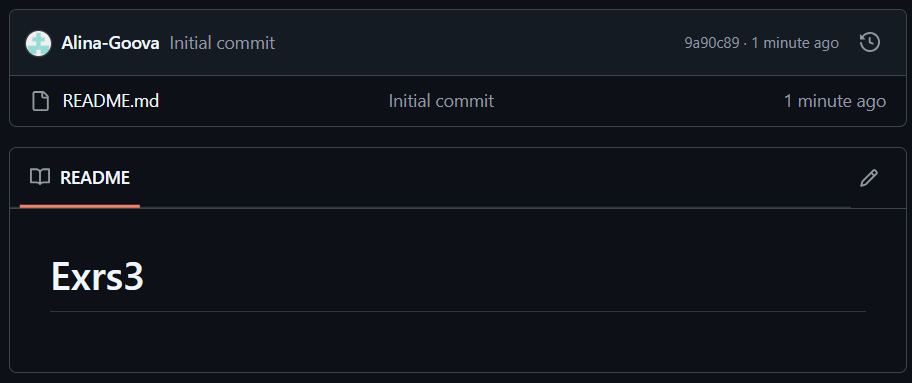 Alina-Goova Initial commit 9a90c89 · 1 minute ago
README.md Initial commit 1 minute ago
README
Exrs3